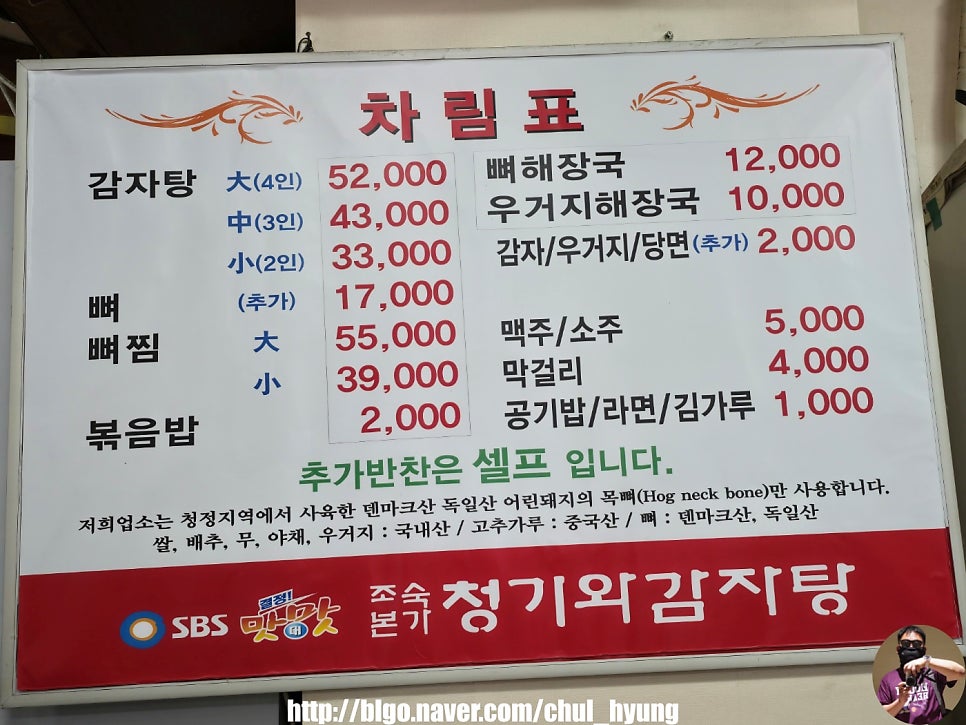 차림표
감자탕 大(4인) 52,000
中(3인) 43,000
小(2인) 33,000
뼈 (추가) 17,000
뼈찜 大 55,000
小 39,000
볶음밥 2,000
뼈해장국 12,000
우거지해장국 10,000
감자/우거지/당면(추가) 2,000
맥주/소주 5,000
막걸리 4,000
공기밥/라면/김가루 1,000
추가반찬은 셀프 입니다.
저희업소는 청정지역에서 사육한 덴마크산 독일산 어린돼지의 목뼈(Hog neck bone)만 사용합니다.
쌀, 배추, 무, 야채, 우거지 : 국내산 / 고추가루 : 중국산 / 뼈 : 덴마크산, 독일산
SBS 결정! 맛대맛 조숙본가 청기와감자탕
http://blgo.naver.com/chul_hyung